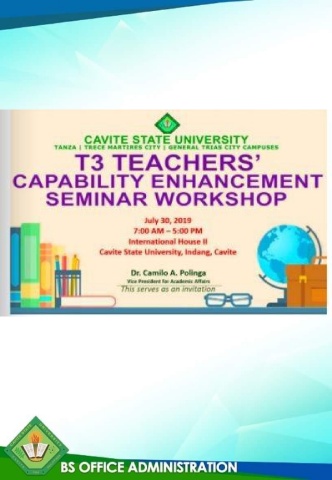 CAVITE STATE UNIVERSITY
TANZA | TRECE MARTIRES CITY | GENERAL TRIAS CITY CAMPUSES
T3 TEACHERS'
CAPABILITY ENHANCEMENT
SEMINAR WORKSHOP
July 30, 2019
7:00 AM – 5:00 PM
International House II
Cavite State University, Indang, Cavite
Dr. Camilo A. Polinga
Vice President for Academic Affairs
This serves as an invitation
BS OFFICE ADMINISTRATION